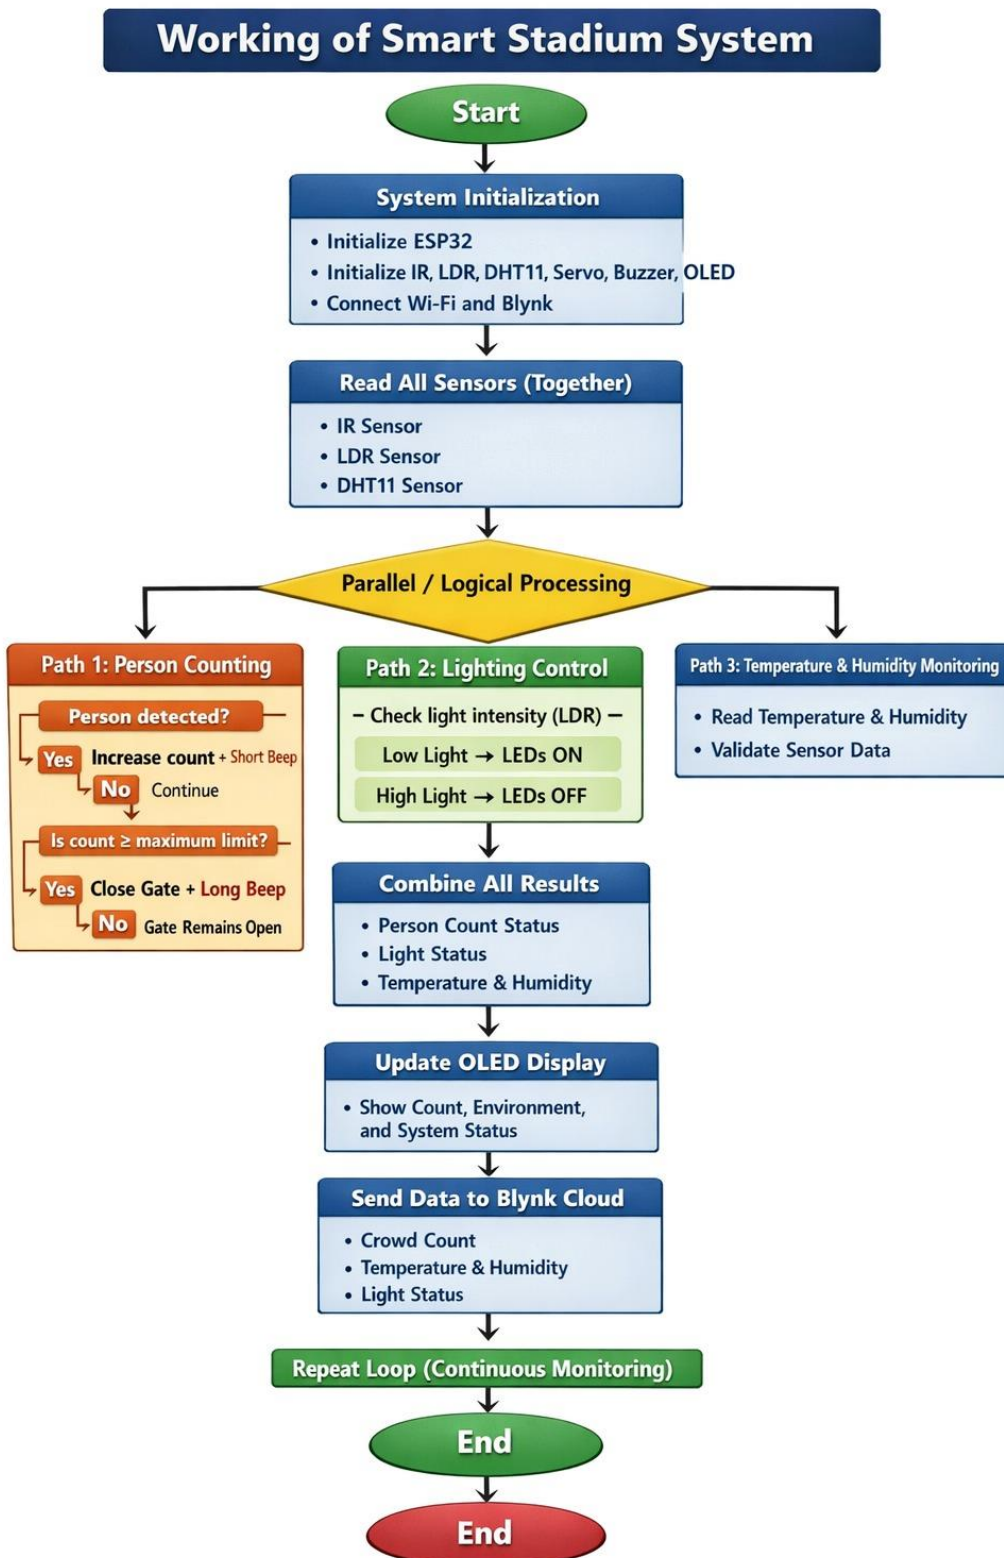 Working of Smart Stadium System
Start
System Initialization
• Initialize ESP32
• Initialize IR, LDR, DHT11, Servo, Buzzer, OLED
• Connect Wi-Fi and Blynk
Read All Sensors (Together)
• IR Sensor
• LDR Sensor
• DHT11 Sensor
Parallel / Logical Processing
Path 1: Person Counting
Person detected?
Yes Increase count + Short Beep
No Continue
Is count ≥ maximum limit?
Yes Close Gate + Long Beep
No Gate Remains Open
Path 2: Lighting Control
– Check light intensity (LDR) –
Low Light → LEDs ON
High Light → LEDs OFF
Path 3: Temperature & Humidity Monitoring
• Read Temperature & Humidity
• Validate Sensor Data
Combine All Results
• Person Count Status
• Light Status
• Temperature & Humidity
Update OLED Display
• Show Count, Environment,
and System Status
Send Data to Blynk Cloud
• Crowd Count
• Temperature & Humidity
• Light Status
Repeat Loop (Continuous Monitoring)
End
End